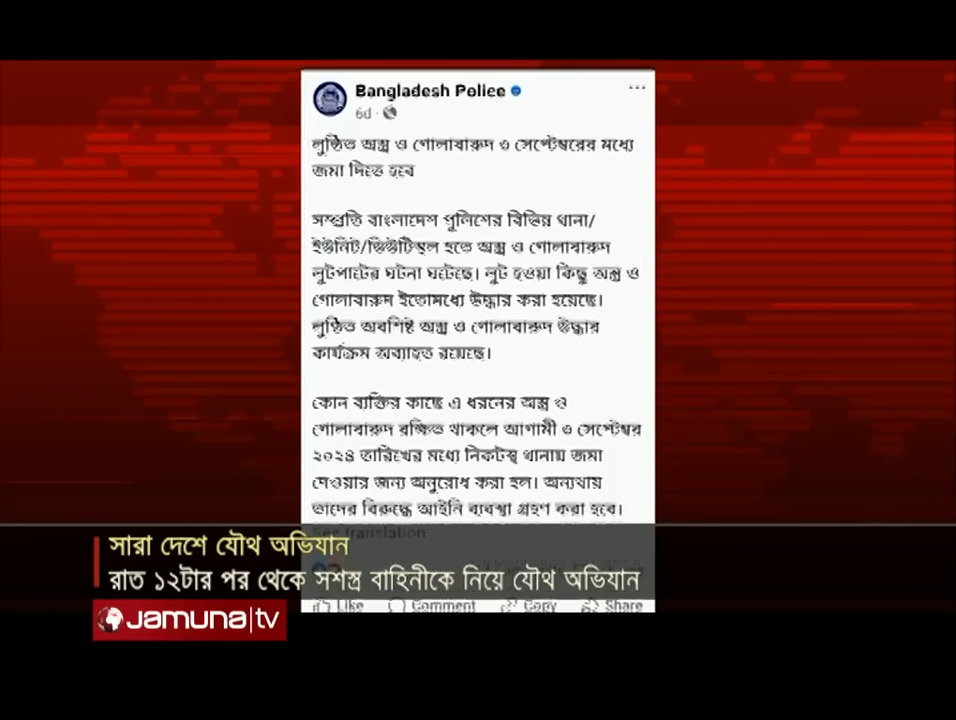 Bangladesh Police
6d
লুণ্ঠিত অস্ত্র ও গোলাবারুদ ৩ সেপ্টেম্বরের মধ্যে
জমা দিতে হবে
সম্প্রতি বাংলাদেশ পুলিশের বিভিন্ন থানা/
ইউনিট/ডিউটিস্থল হতে অস্ত্র ও গোলাবারুদ
লুটপাটের ঘটনা ঘটেছে। লুট হওয়া কিছু অস্ত্র ও
গোলাবারুদ ইতোমধ্যে উদ্ধার করা হয়েছে।
লুণ্ঠিত অবশিষ্ট অস্ত্র ও গোলাবারুদ উদ্ধার
কার্যক্রম অব্যাহত রয়েছে।
কোন ব্যক্তির কাছে এ ধরনের অস্ত্র ও
গোলাবারুদ রক্ষিত থাকলে আগামী ৩ সেপ্টেম্বর
২০২৪ তারিখের মধ্যে নিকটস্থ থানায় জমা
দেওয়ার জন্য অনুরোধ করা হল। অন্যথায়
তাদের বিরুদ্ধে আইনি ব্যবস্থা গ্রহণ করা হবে।
See translation
সারা দেশে যৌথ অভিযান
রাত ১২টার পর থেকে সশস্ত্র বাহিনীকে নিয়ে যৌথ অভিযান
Like Comment Copy Share
Jamuna|tv